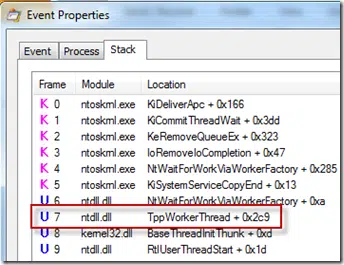 Event Properties
Event Process Stack
Frame Module Location
K 0 ntoskrnl.exe KiDeliverApc + 0x166
K 1 ntoskrnl.exe KiCommitThreadWait + 0x3dd
K 2 ntoskrnl.exe KeRemoveQueueEx + 0x323
K 3 ntoskrnl.exe IoRemoveIoCompletion + 0x47
K 4 ntoskrnl.exe NtWaitForWorkViaWorkerFactory + 0x285
K 5 ntoskrnl.exe KiSystemServiceCopyEnd + 0x13
U 6 ntdll.dll NtWaitForWorkViaWorkerFactory + 0xa
U 7 ntdll.dll TppWorkerThread + 0x2c9
U 8 kernel32.dll BaseThreadInitThunk + 0xd
U 9 ntdll.dll RtlUserThreadStart + 0x1d